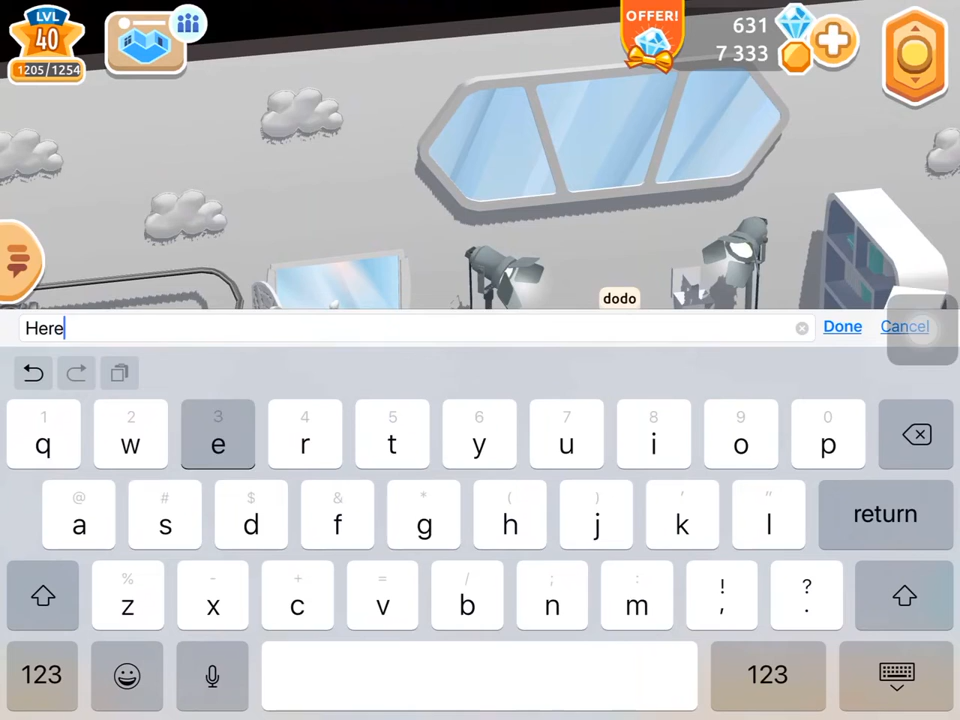 LVL
40
1205/1254
OFFER!
631
7 333
dodo
Here
Done Cancel
1 2 3 4 5 6 7 8 9 0
q w e r t y u i o p
@ # $ & * ( ) ' "
a s d f g h j k l return
% - + = / ; : ! ?
z x c v b n m , .
123 123